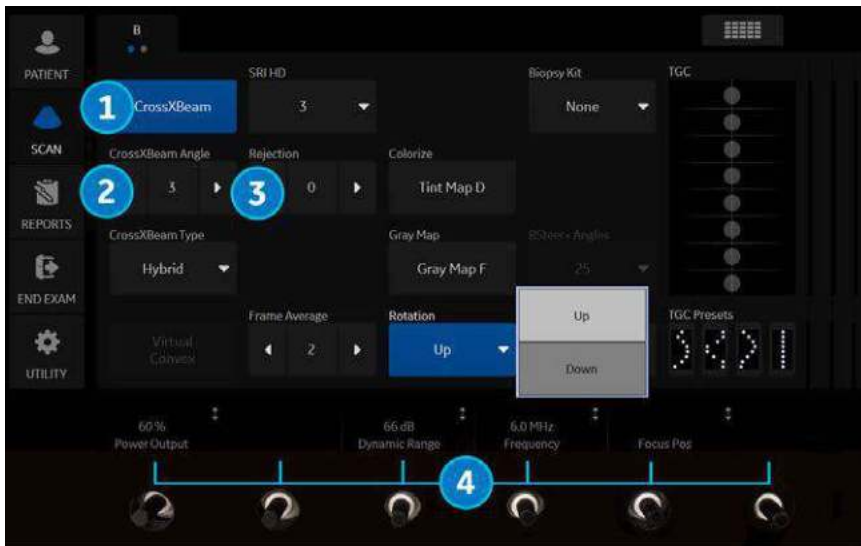 B
PATIENT
SCAN
REPORTS
END EXAM
UTILITY
SRI HD
Biopsy Kit
TGC
1
CrossXBeam
3
None
CrossXBeam Angle
Rejection
Colorize
2
3
3
0
Tint Map D
CrossXBeam Type
Gray Map
BSteer+ Angles
Hybrid
Gray Map F
25
Frame Average
Rotation
Up
TGC Presets
Virtual
Convex
2
Up
Down
60 %
66 dB
6.0 MHz
Power Output
Dynamic Range
Frequency
Focus Pos
4